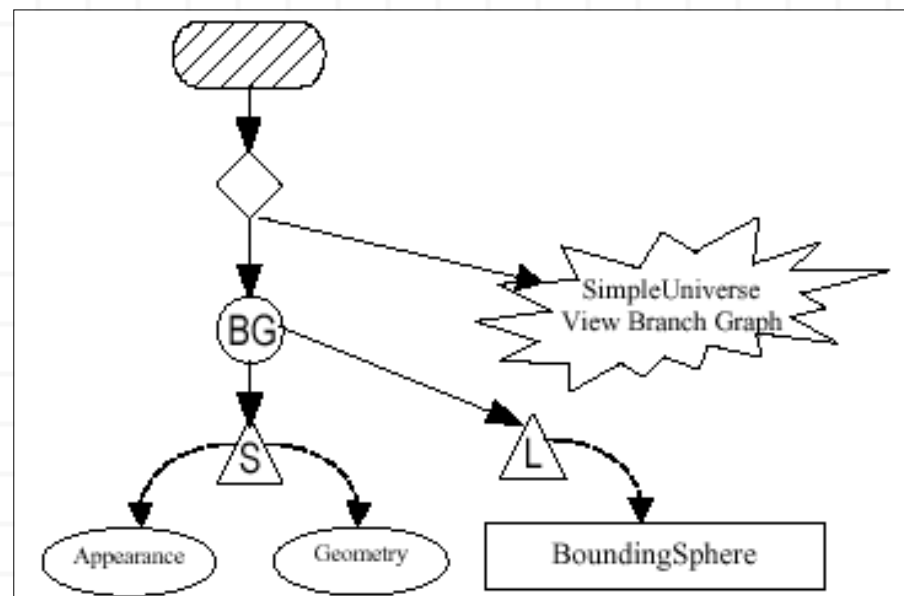 SimpleUniverse
View Branch Graph
BG
S
L
Appearance
Geometry
BoundingSphere